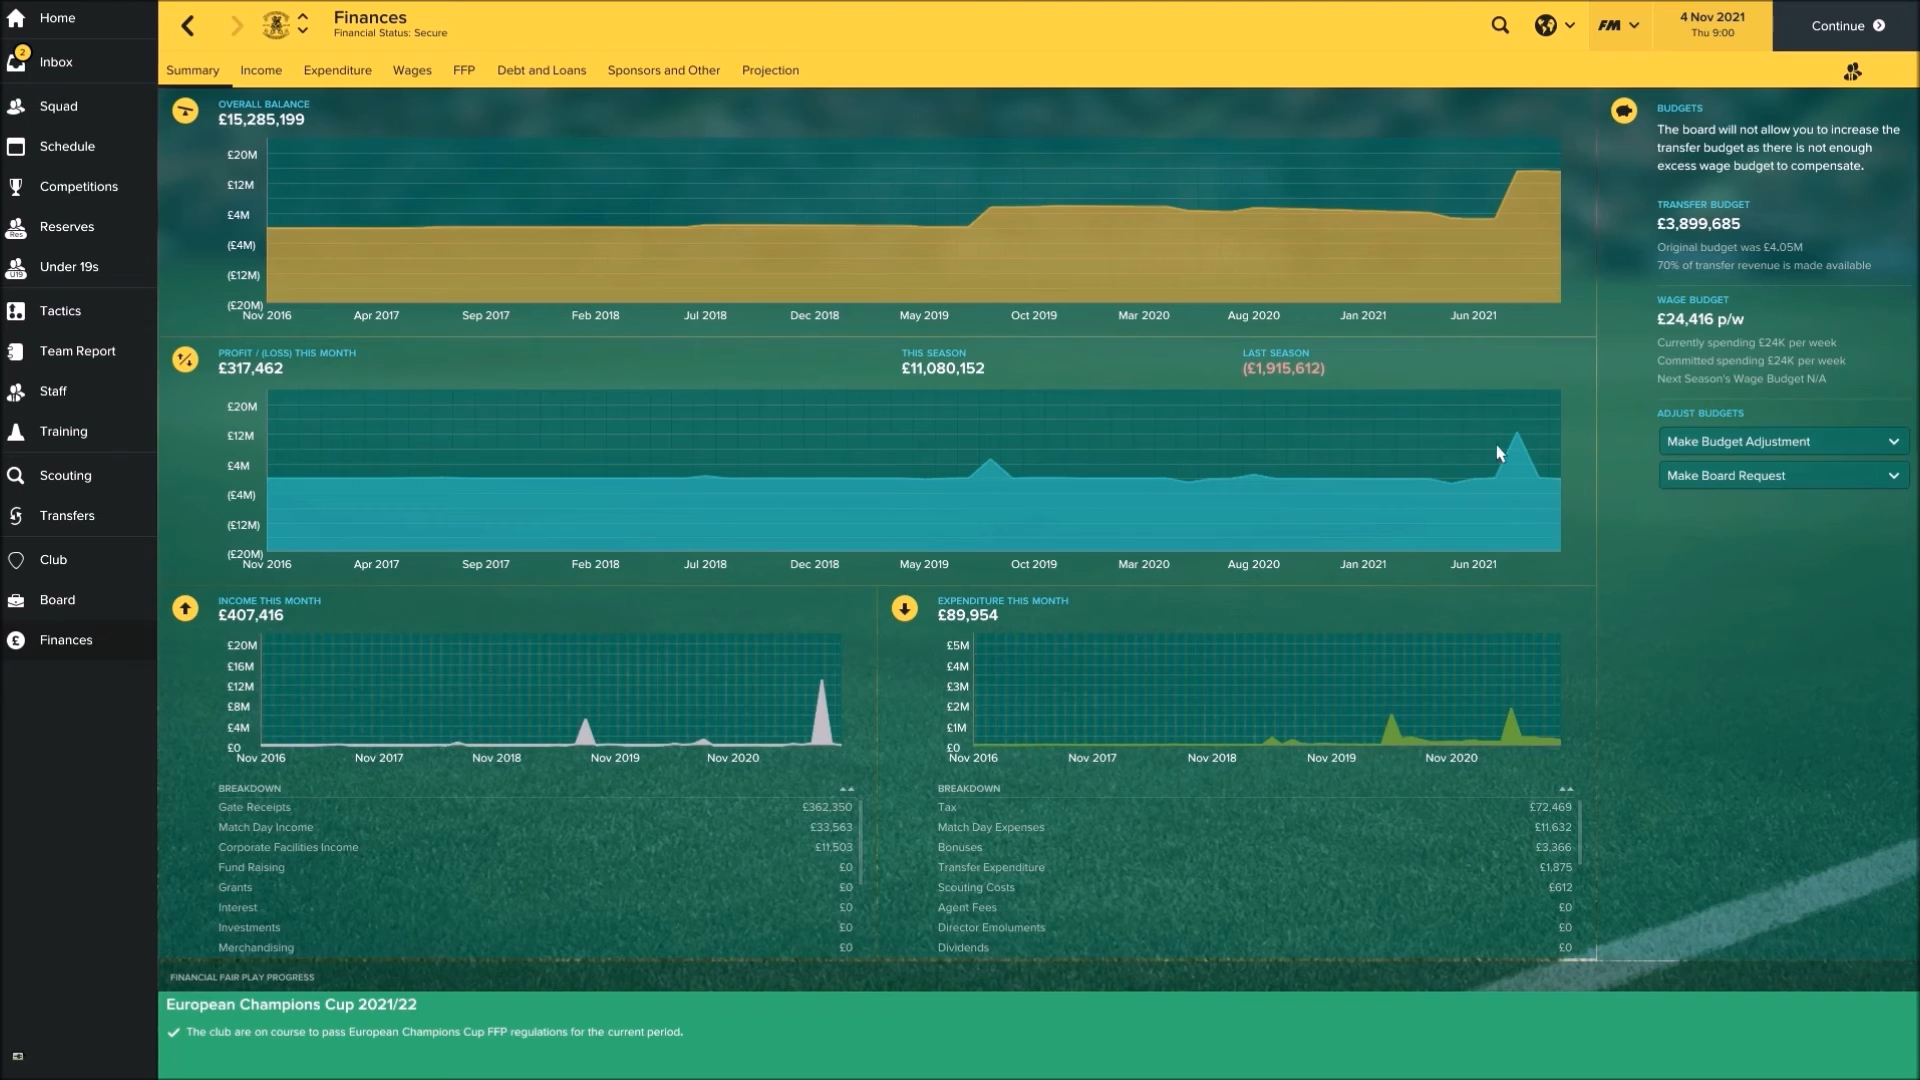 Home
Inbox
2
Squad
Schedule
Competitions
Reserves
Res
Under 19s
U19
Tactics
Team Report
Staff
Training
Scouting
Transfers
Club
Board
Finances
Finances
Financial Status: Secure
FM
4 Nov 2021
Thu 9:00
Continue
Summary Income Expenditure Wages FFP Debt and Loans Sponsors and Other Projection
OVERALL BALANCE
£15,285,199
£20M
£12M
£4M
(£4M)
(£12M)
(£20M)
Nov 2016 Apr 2017 Sep 2017 Feb 2018 Jul 2018 Dec 2018 May 2019 Oct 2019 Mar 2020 Aug 2020 Jan 2021 Jun 2021
PROFIT / (LOSS) THIS MONTH
£317,462
THIS SEASON
£11,080,152
LAST SEASON
(£1,915,612)
£20M
£12M
£4M
(£4M)
(£12M)
(£20M)
Nov 2016 Apr 2017 Sep 2017 Feb 2018 Jul 2018 Dec 2018 May 2019 Oct 2019 Mar 2020 Aug 2020 Jan 2021 Jun 2021
INCOME THIS MONTH
£407,416
£20M
£16M
£12M
£8M
£4M
£0
Nov 2016 Nov 2017 Nov 2018 Nov 2019 Nov 2020
BREAKDOWN
Gate Receipts £362,350
Match Day Income £33,563
Corporate Facilities Income £11,503
Fund Raising £0
Grants £0
Interest £0
Investments £0
Merchandising £0
EXPENDITURE THIS MONTH
£89,954
£5M
£4M
£3M
£2M
£1M
£0
Nov 2016 Nov 2017 Nov 2018 Nov 2019 Nov 2020
BREAKDOWN
Tax £72,469
Match Day Expenses £11,632
Bonuses £3,366
Transfer Expenditure £1,875
Scouting Costs £612
Agent Fees £0
Director Emoluments £0
Dividends £0
BUDGETS
The board will not allow you to increase the
transfer budget as there is not enough
excess wage budget to compensate.
TRANSFER BUDGET
£3,899,685
Original budget was £4.05M
70% of transfer revenue is made available
WAGE BUDGET
£24,416 p/w
Currently spending £24K per week
Committed spending £24K per week
Next Season's Wage Budget N/A
ADJUST BUDGETS
Make Budget Adjustment
Make Board Request
FINANCIAL FAIR PLAY PROGRESS
European Champions Cup 2021/22
The club are on course to pass European Champions Cup FFP regulations for the current period.